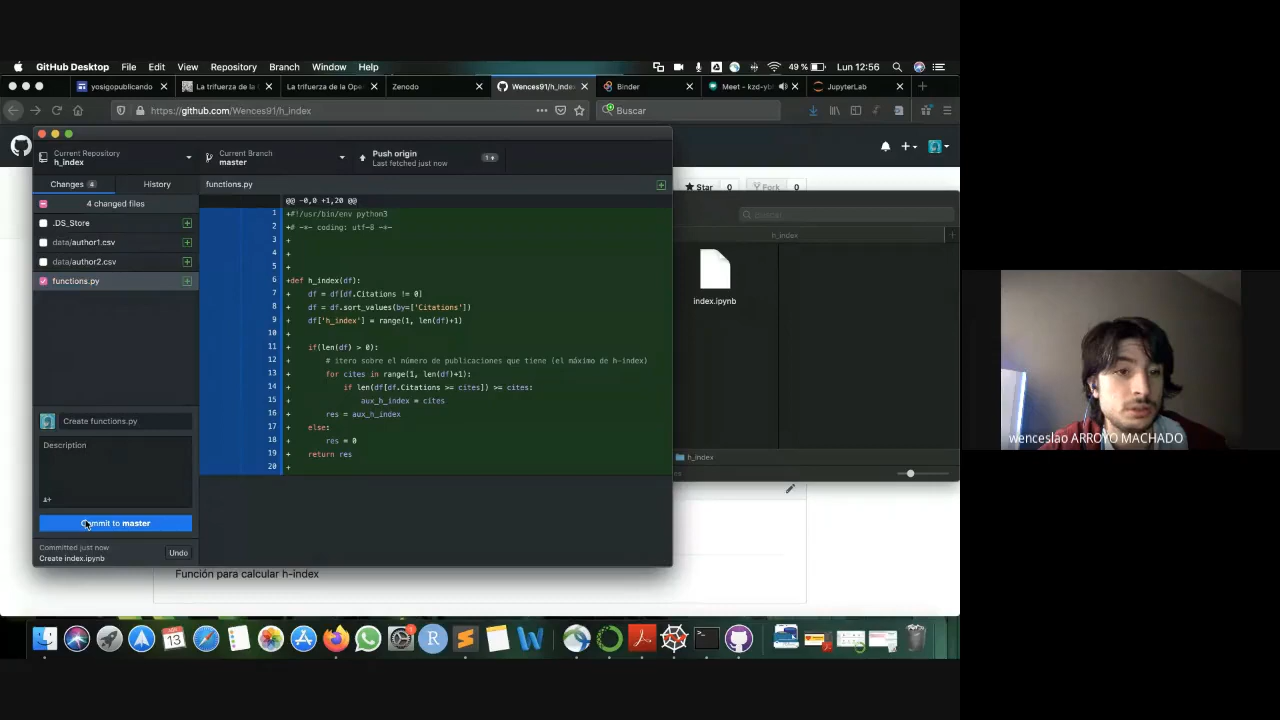 GitHub Desktop File Edit View Repository Branch Window Help
49 % Lun 12:56
yosigopublicando
La trifuerza de la
La trifuerza de la Ope
Zenodo
Wences91/h_index
Binder
Meet - kzd-yb
JupyterLab
https://github.com/Wences91/h_index
Buscar
Current Repository
h_index
Current Branch
master
Push origin
Last fetched just now
1
Changes 4
History
functions.py
Star 0
Fork 0
4 changed files
.DS_Store
data/author1.csv
data/author2.csv
functions.py
@@ -0,0 +1,20 @@
1 +#!/usr/bin/env python3
2 +# -*- coding: utf-8 -*-
3 +
4 +
5 +
6 +def h_index(df):
7 + df = df[df.Citations != 0]
8 + df = df.sort_values(by=['Citations'])
9 + df['h_index'] = range(1, len(df)+1)
10 +
11 + if(len(df) > 0):
12 + # itero sobre el número de publicaciones que tiene (el máximo de h-index)
13 + for cites in range(1, len(df)+1):
14 + if len(df[df.Citations >= cites]) >= cites:
15 + aux_h_index = cites
16 + res = aux_h_index
17 + else:
18 + res = 0
19 + return res
20 +
h_index
index.ipynb
h_index
Create functions.py
Description
Commit to master
Committed just now
Create index.ipynb
Undo
Función para calcular h-index
wenceslao ARROYO MACHADO
JUL
13